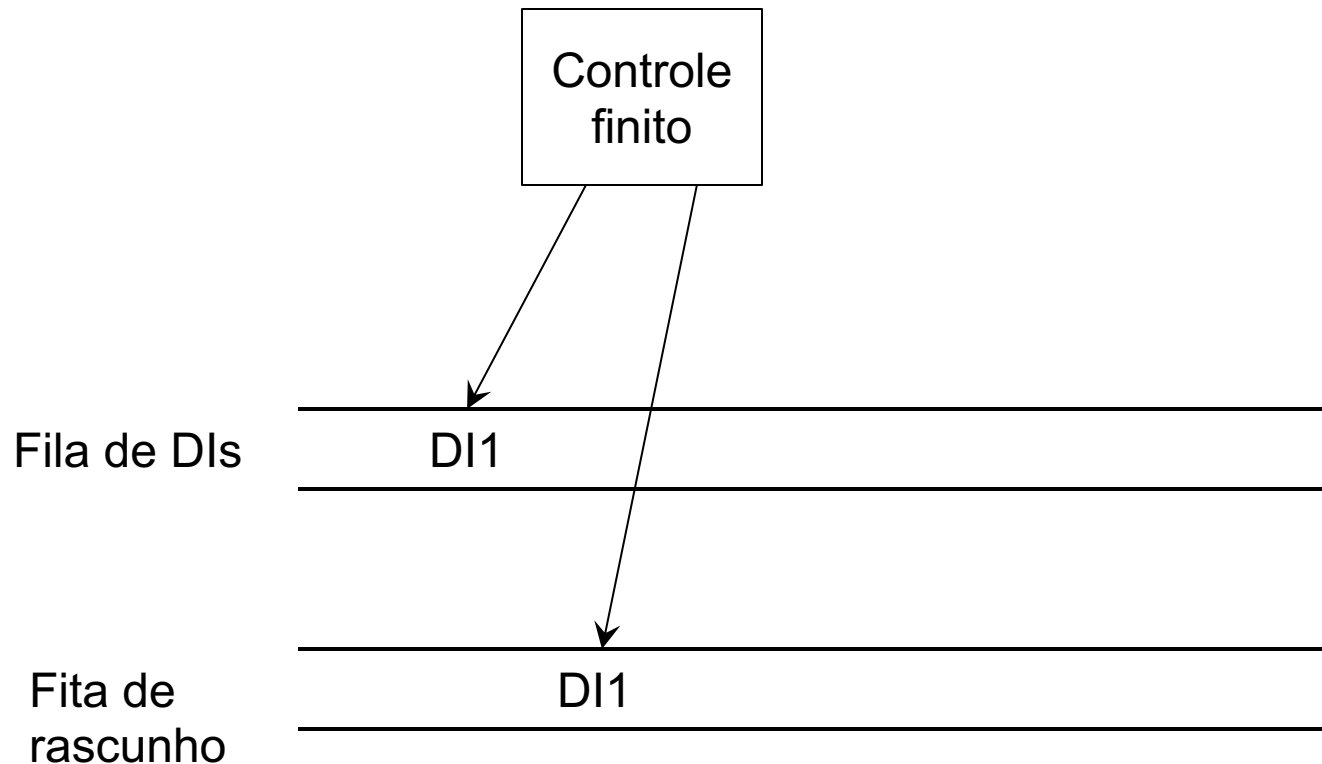 Controle
finito
Fila de DIs
DI1
Fita de
rascunho
DI1